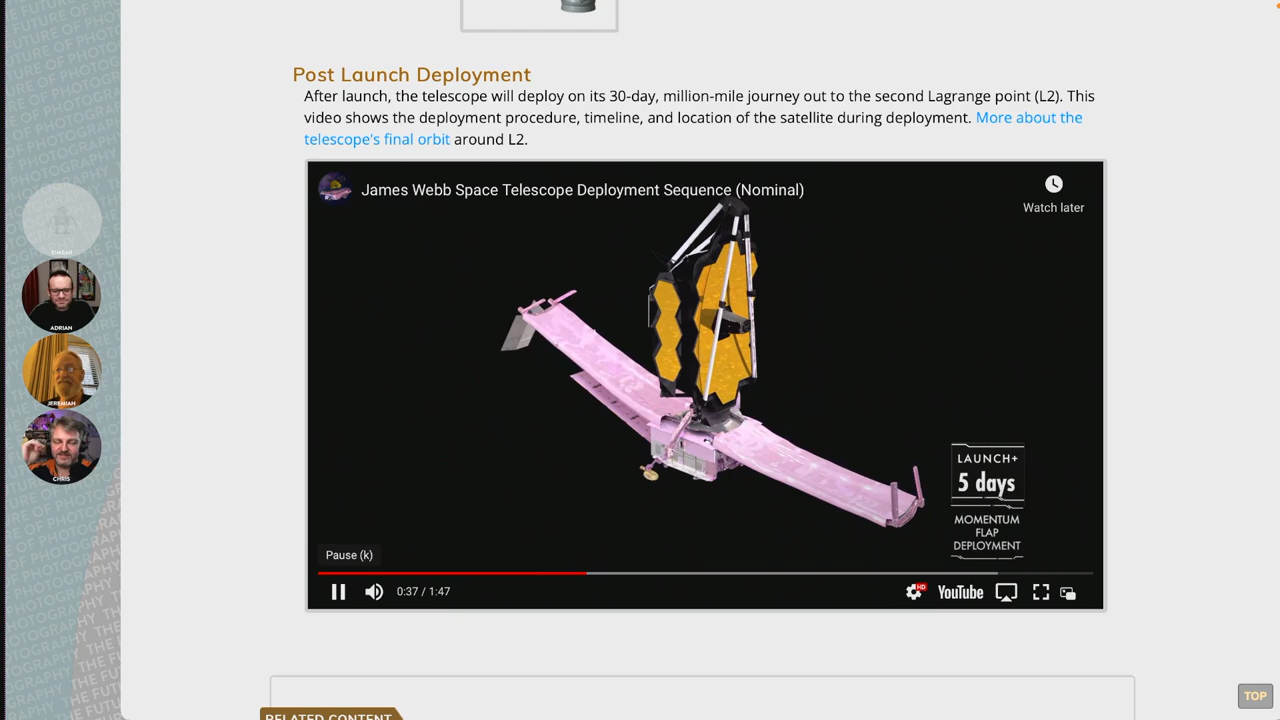 Post Launch Deployment
After launch, the telescope will deploy on its 30-day, million-mile journey out to the second Lagrange point (L2). This
video shows the deployment procedure, timeline, and location of the satellite during deployment. More about the
telescope's final orbit around L2.
James Webb Space Telescope Deployment Sequence (Nominal)
Watch later
ADRIAN
JEREMIAH
CHRIS
LAUNCH+
5 days
MOMENTUM
FLAP
DEPLOYMENT
Pause (k)
0:37 / 1:47
HD
YouTube
TOP
RELATED CONTENT